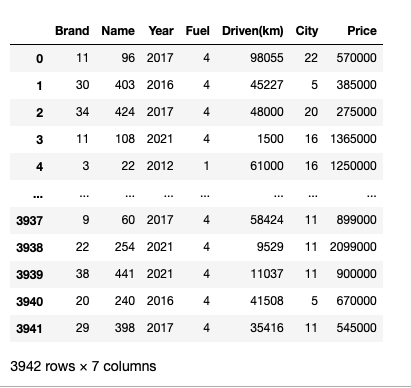 Brand Name Year Fuel Driven(km) City Price
0 11 96 2017 4 98055 22 570000
1 30 403 2016 4 45227 5 385000
2 34 424 2017 4 48000 20 275000
3 11 108 2021 4 1500 16 1365000
4 3 22 2012 1 61000 16 1250000
... ... ... ... ... ... ... ...
3937 9 60 2017 4 58424 11 899000
3938 22 254 2021 4 9529 11 2099000
3939 38 441 2021 4 11037 11 900000
3940 20 240 2016 4 41508 5 670000
3941 29 398 2017 4 35416 11 545000
3942 rows × 7 columns